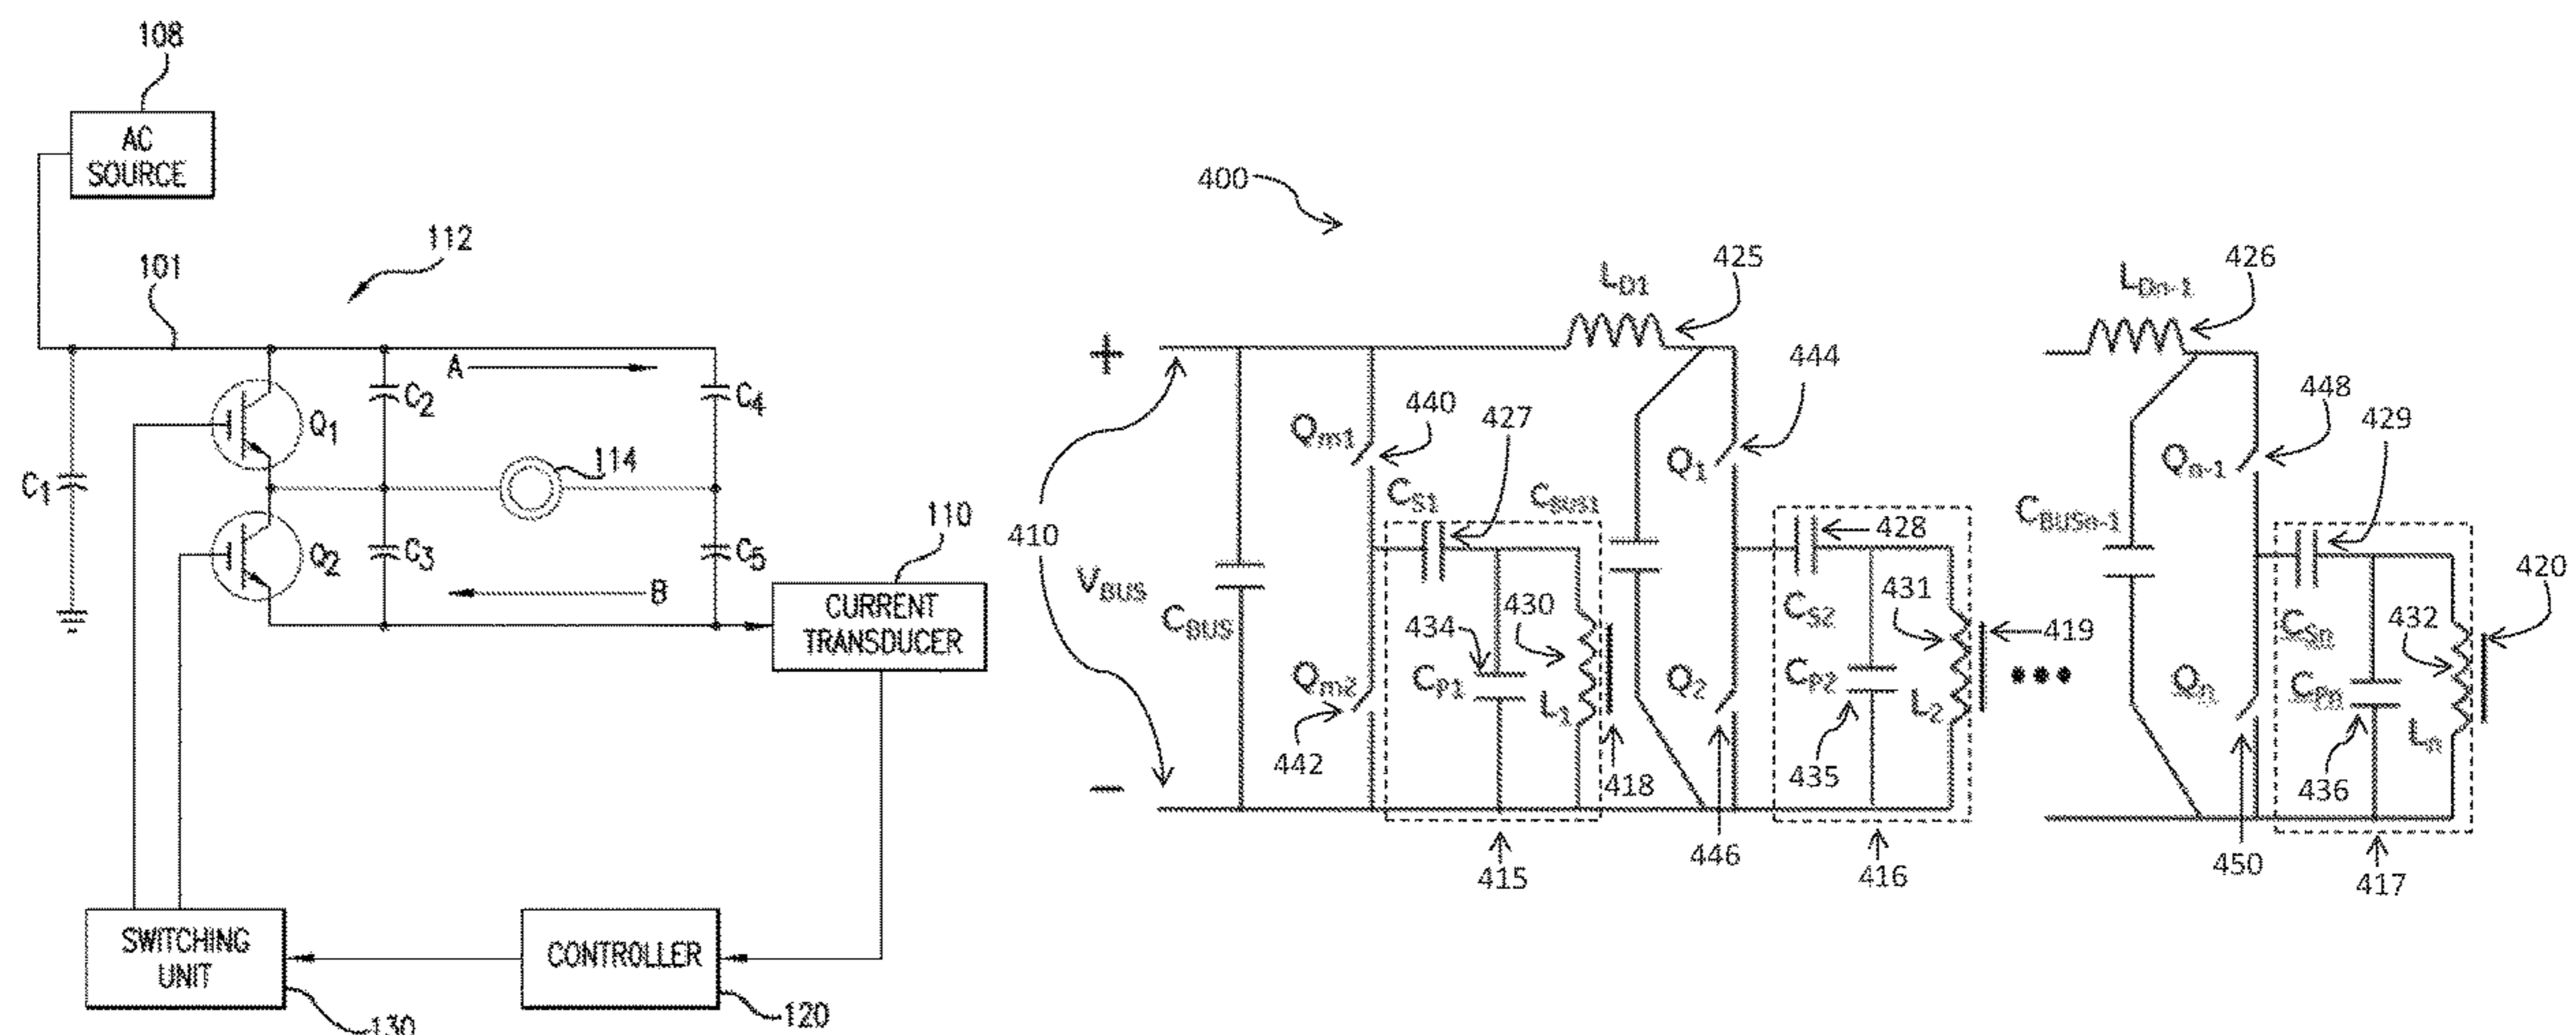 108
AC
SOURCE
112
101
A
C2
C4
Q1
114
C1
Q2
C3
C5
110
B
CURRENT
TRANSDUCER
SWITCHING
UNIT
CONTROLLER
130
120
400
LD1
425
LDn-1
426
+
444
448
Qm1
440
427
Q1
Qn-1
429
CS1
CBUS1
CBUSn-1
410
428
420
VBUS
CBUS
434
430
CS2
431
419
CSn
432
Qm2
CP1
L1
Q2
CP2
L2
•••
Qn
CPn
Ln
442
418
435
436
−
446
450
415
416
417